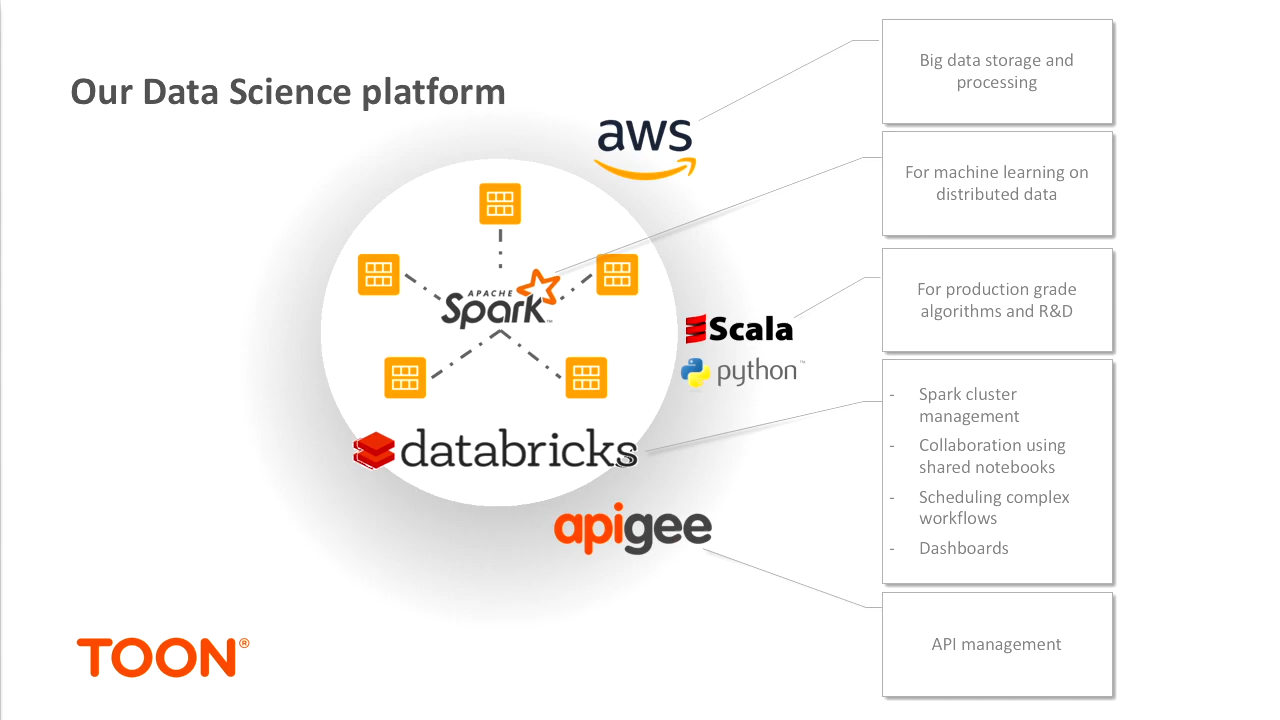 Our Data Science platform
aws
APACHE
Spark™
Scala
python™
databricks
apigee
Big data storage and
processing
For machine learning on
distributed data
For production grade
algorithms and R&D
- Spark cluster
management
- Collaboration using
shared notebooks
- Scheduling complex
workflows
- Dashboards
API management
TOON®